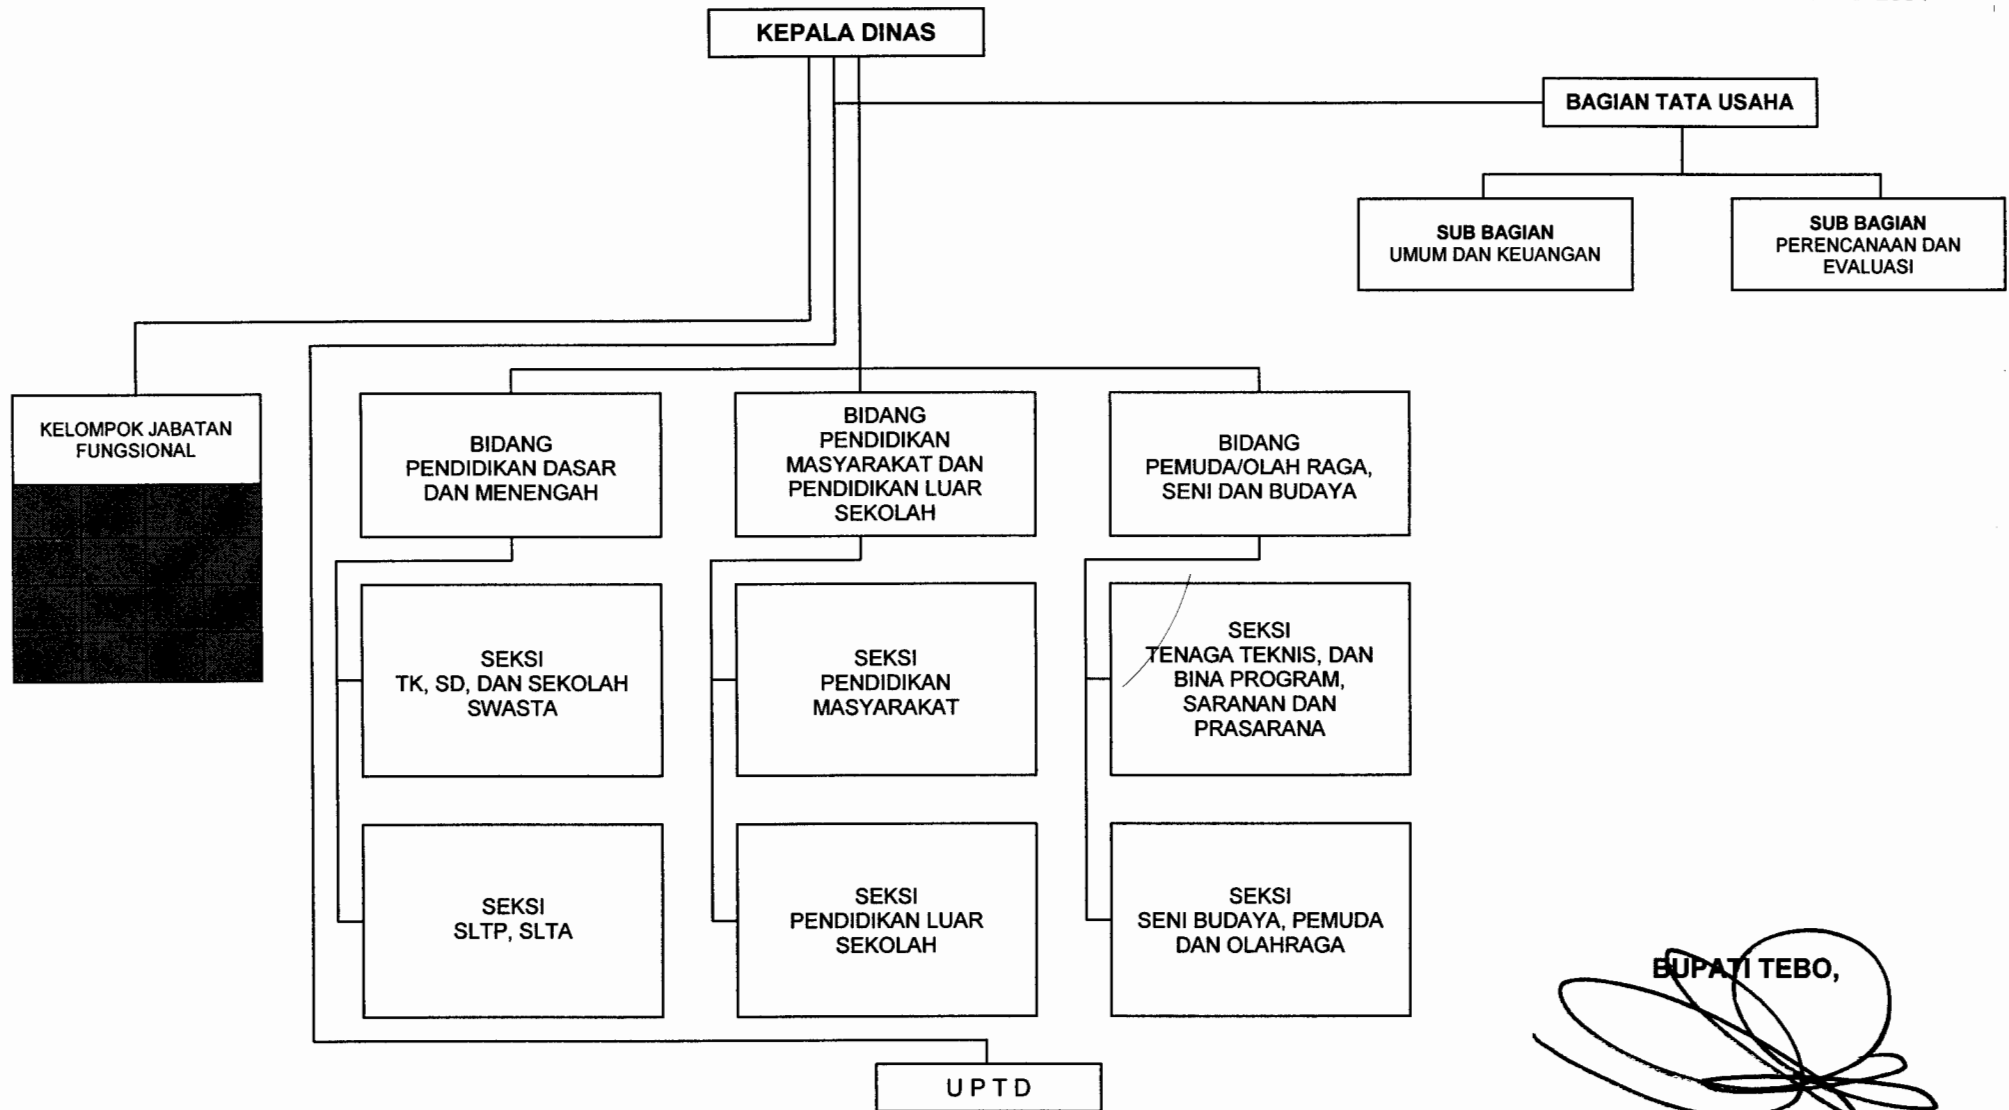 KEPALA DINAS
BAGIAN TATA USAHA
SUB BAGIAN
UMUM DAN KEUANGAN
SUB BAGIAN
PERENCANAAN DAN
EVALUASI
KELOMPOK JABATAN
FUNGSIONAL
BIDANG
PENDIDIKAN DASAR
DAN MENENGAH
BIDANG
PENDIDIKAN
MASYARAKAT DAN
PENDIDIKAN LUAR
SEKOLAH
BIDANG
PEMUDA/OLAH RAGA,
SENI DAN BUDAYA
SEKSI
TK, SD, DAN SEKOLAH
SWASTA
SEKSI
PENDIDIKAN
MASYARAKAT
SEKSI
TENAGA TEKNIS, DAN
BINA PROGRAM,
SARANAN DAN
PRASARANA
SEKSI
SLTP, SLTA
SEKSI
PENDIDIKAN LUAR
SEKOLAH
SEKSI
SENI BUDAYA, PEMUDA
DAN OLAHRAGA
BUPATI TEBO,
U P T D